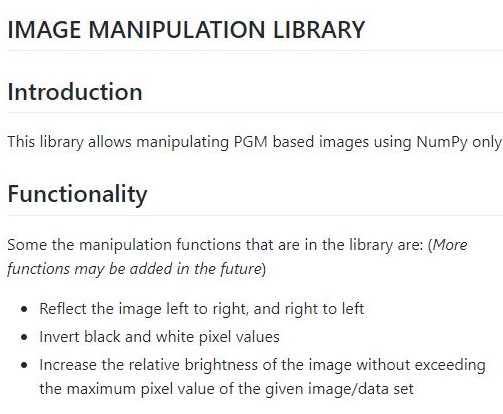 IMAGE MANIPULATION LIBRARY
Introduction
This library allows manipulating PGM based images using NumPy only
Functionality
Some the manipulation functions that are in the library are: (More
functions may be added in the future)
• Reflect the image left to right, and right to left
• Invert black and white pixel values
• Increase the relative brightness of the image without exceeding
the maximum pixel value of the given image/data set